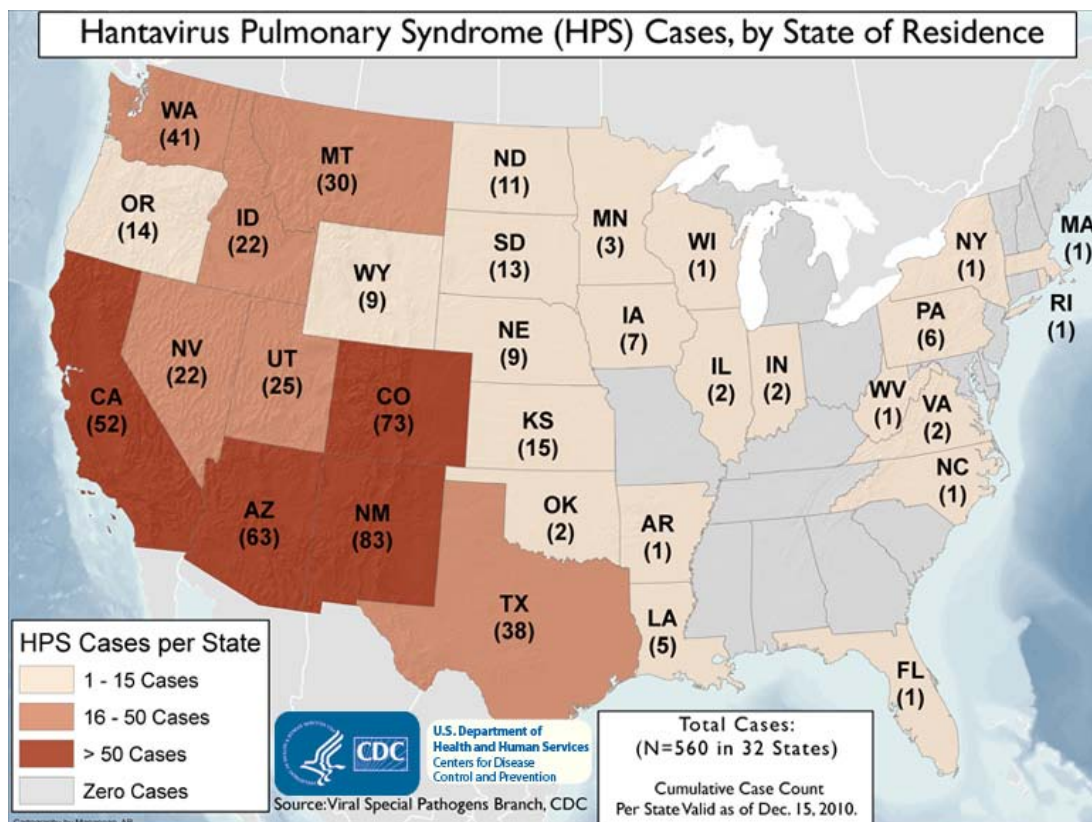 Hantavirus Pulmonary Syndrome (HPS) Cases, by State of Residence
WA
(41)
MT
(30)
ND
(11)
OR
(14)
ID
(22)
MN
(3)
SD
(13)
WI
(1)
NY
(1)
MA
(1)
WY
(9)
RI
(1)
PA
(6)
NE
(9)
IA
(7)
NV
(22)
UT
(25)
IL
(2)
IN
(2)
CA
(52)
CO
(73)
WV
(1)
VA
(2)
KS
(15)
NC
(1)
AZ
(63)
NM
(83)
OK
(2)
AR
(1)
TX
(38)
LA
(5)
FL
(1)
HPS Cases per State
1 - 15 Cases
16 - 50 Cases
> 50 Cases
Zero Cases
CDC
U.S. Department of
Health and Human Services
Centers for Disease
Control and Prevention
Source:Viral Special Pathogens Branch, CDC
Total Cases:
(N=560 in 32 States)
Cumulative Case Count
Per State Valid as of Dec. 15, 2010.